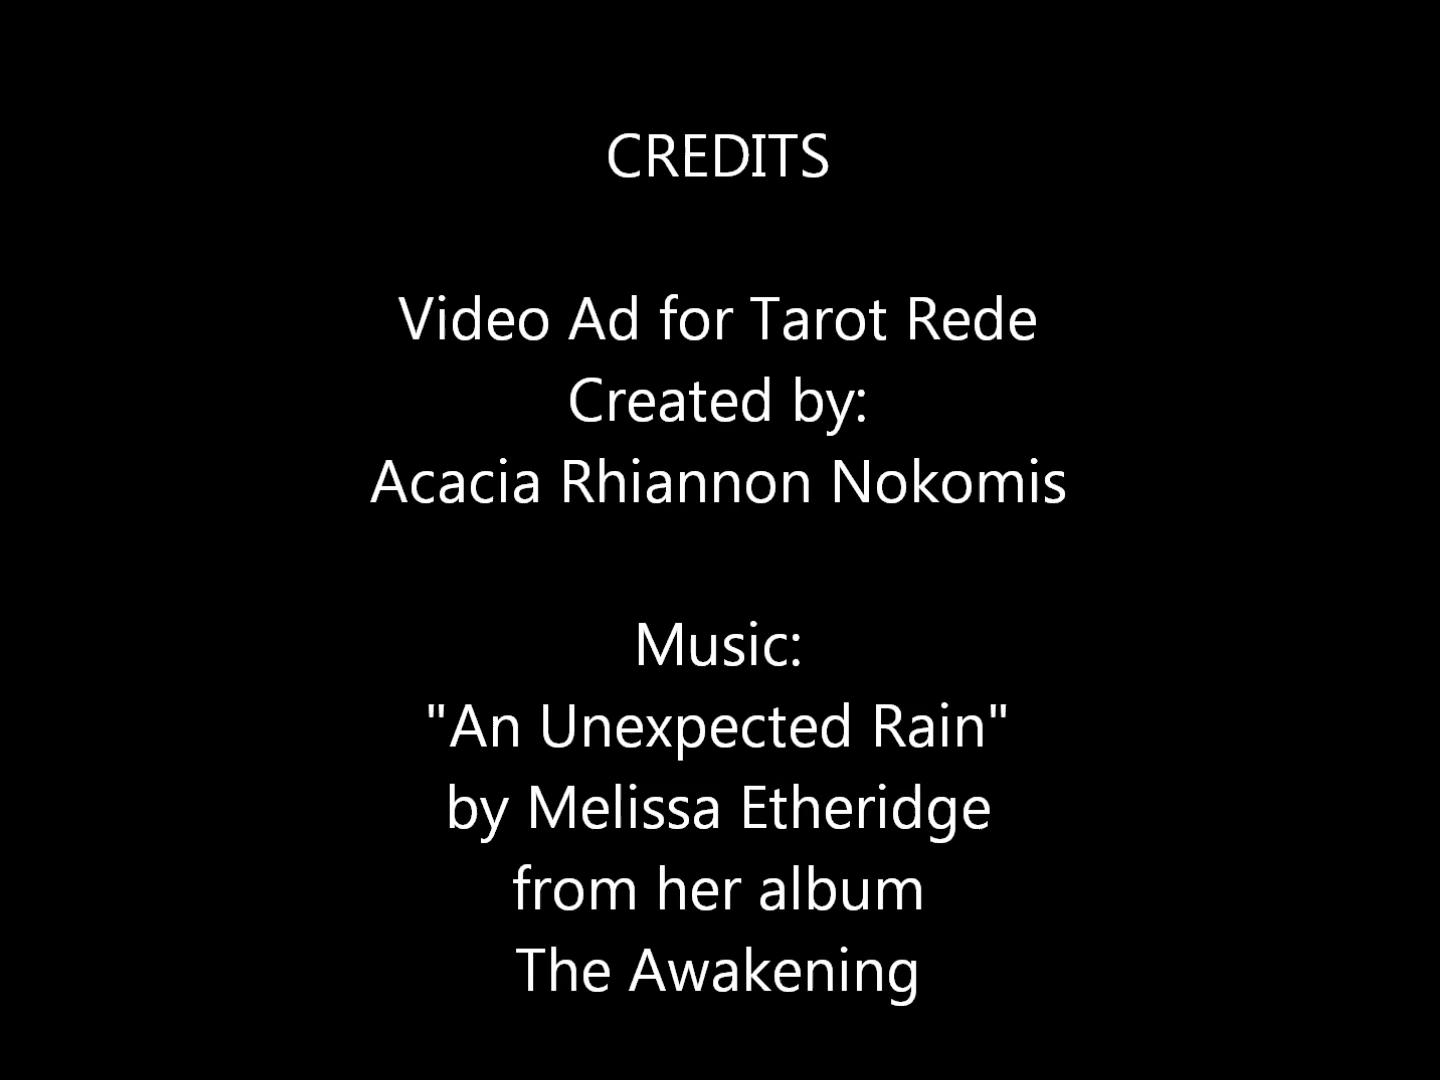 CREDITS
Video Ad for Tarot Rede
Created by:
Acacia Rhiannon Nokomis
Music:
"An Unexpected Rain"
by Melissa Etheridge
from her album
The Awakening